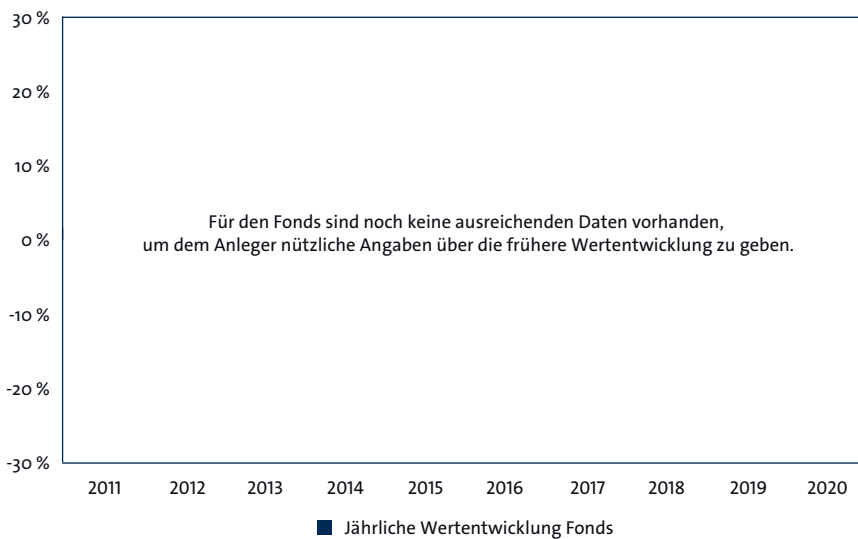 30 %
20 %
10 %
Für den Fonds sind noch keine ausreichenden Daten vorhanden,
0 %
um dem Anleger nützliche Angaben über die frühere Wertentwicklung zu geben.
-10 %
-20 %
-30 %
2011 2012 2013 2014 2015 2016 2017 2018 2019 2020
Jährliche Wertentwicklung Fonds